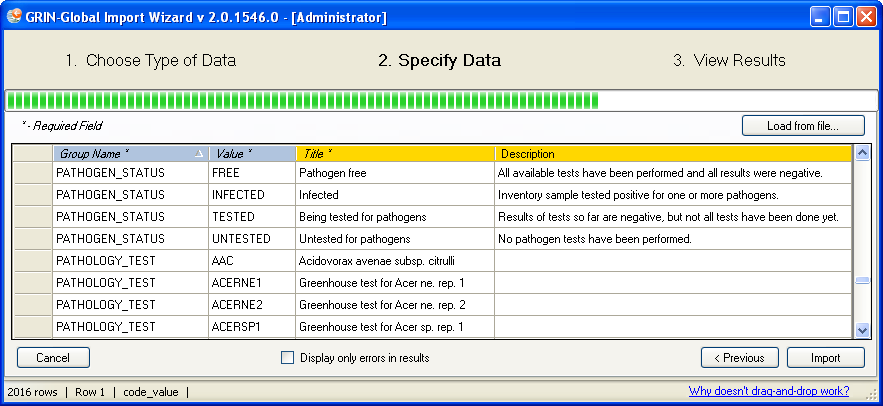 GRIN-Global Import Wizard v 2.0.1546.0 - [Administrator]
1. Choose Type of Data 2. Specify Data 3. View Results
* - Required Field Load from file...
Group Name * Value * Title * Description
PATHOGEN_STATUS FREE Pathogen free All available tests have been performed and all results were negative.
PATHOGEN_STATUS INFECTED Infected Inventory sample tested positive for one or more pathogens.
PATHOGEN_STATUS TESTED Being tested for pathogens Results of tests so far are negative, but not all tests have been done yet.
PATHOGEN_STATUS UNTESTED Untested for pathogens No pathogen tests have been performed.
PATHOLOGY_TEST AAC Acidovorax avenae subsp. citrulli
PATHOLOGY_TEST ACERNE1 Greenhouse test for Acer ne. rep. 1
PATHOLOGY_TEST ACERNE2 Greenhouse test for Acer ne. rep. 2
PATHOLOGY_TEST ACERSP1 Greenhouse test for Acer sp. rep. 1
Cancel Display only errors in results < Previous Import
2016 rows | Row 1 | code_value | Why doesn't drag-and-drop work?